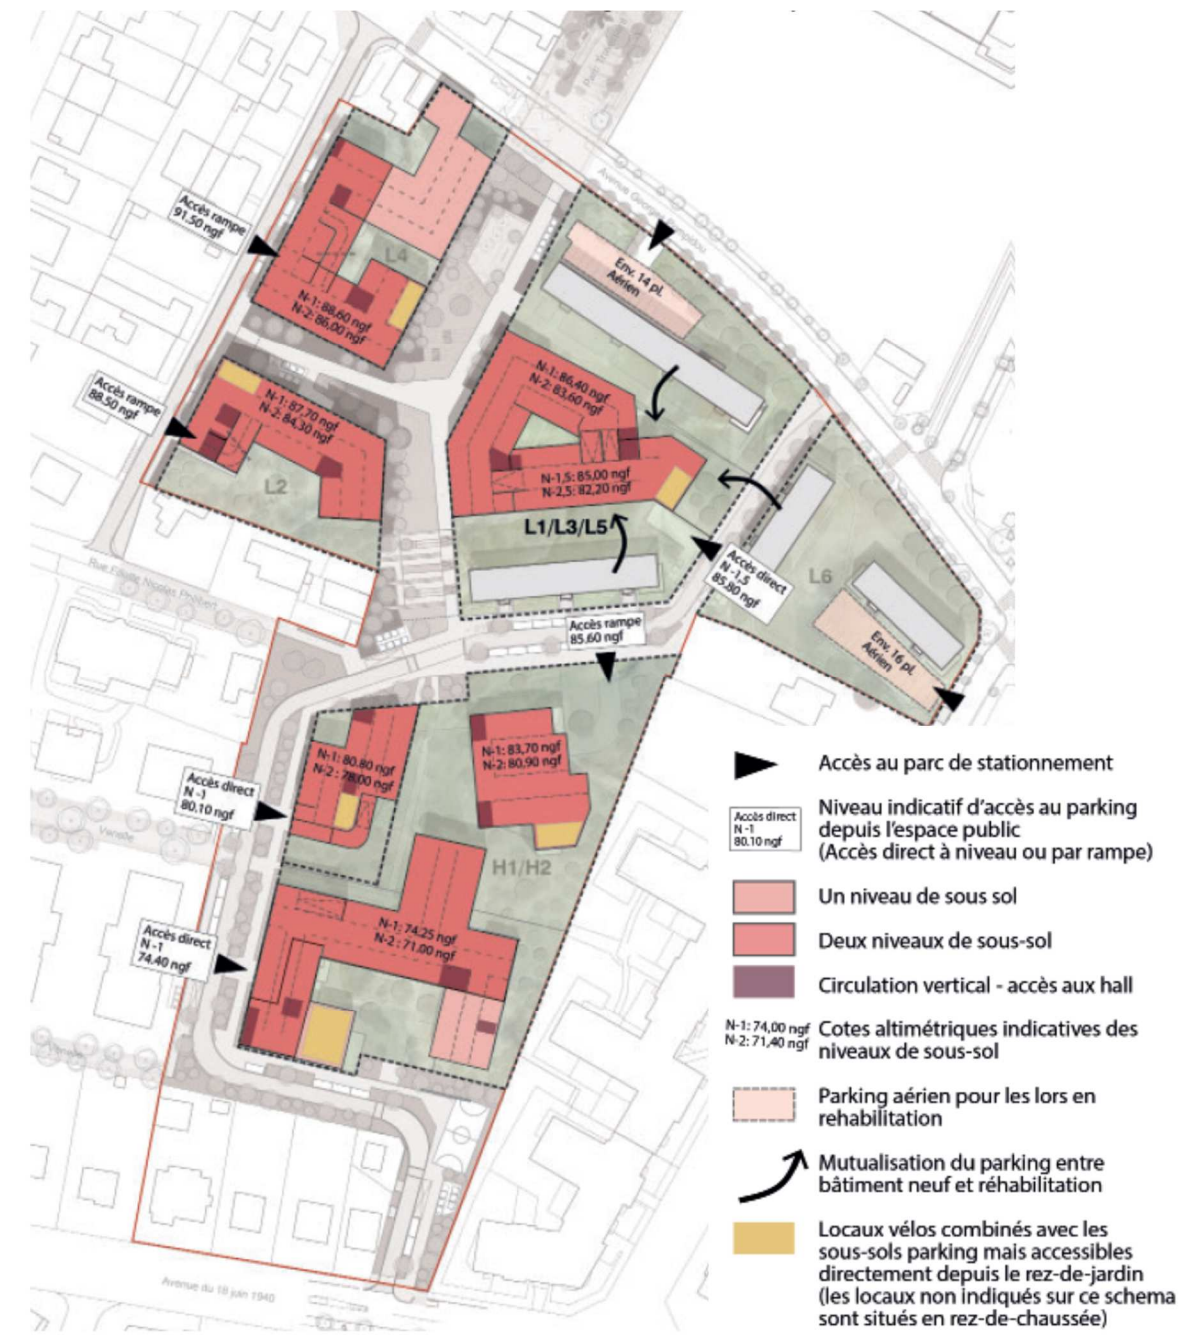 Accès rampe
91.50 ngf
L4
N-1: 88,60 ngf
N-2: 86,00 ngf
Env. 14 pl.
Aérien
Accès rampe
88.50 ngf
N-1: 87,70 ngf
N-2: 84,30 ngf
L2
N-1: 86,40 ngf
N-2: 83,60 ngf
N-1,5: 85,00 ngf
N-2,5: 82,20 ngf
L1/L3/L5
Accès direct
N -1,5
85.80 ngf
L6
Env. 16 pl.
Aérien
Accès rampe
85.60 ngf
N-1: 80.80 ngf
N-2 : 78,00 ngf
N-1: 83,70 ngf
N-2: 80,90 ngf
Accès direct
N -1
80.10 ngf
Venelle
H1/H2
N-1: 74,25 ngf
N-2 : 71.00 ngf
Accès direct
N -1
74.40 ngf
Avenue du 18 juin 1940
Accès au parc de stationnement
Accès direct
N -1
80.10 ngf
Niveau indicatif d'accès au parking
depuis l'espace public
(Accès direct à niveau ou par rampe)
Un niveau de sous sol
Deux niveaux de sous-sol
Circulation vertical - accès aux hall
N-1: 74,00 ngf
N-2: 71,40 ngf
Cotes altimétriques indicatives des
niveaux de sous-sol
Parking aérien pour les lors en
rehabilitation
Mutualisation du parking entre
bâtiment neuf et réhabilitation
Locaux vélos combinés avec les
sous-sols parking mais accessibles
directement depuis le rez-de-jardin
(les locaux non indiqués sur ce schema
sont situés en rez-de-chaussée)